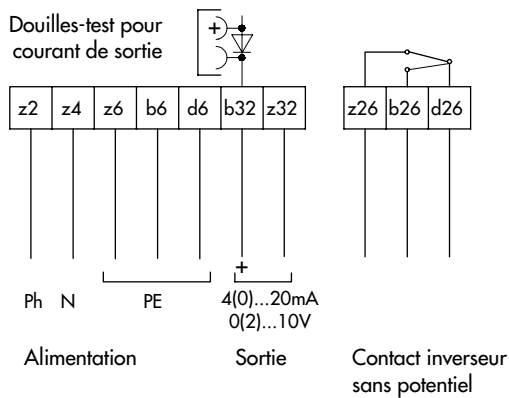 Douilles-test pour
courant de sortie
+
z2 z4 z6 b6 d6 b32 z32
z26 b26 d26
+
Ph N PE 4(0)...20mA
0(2)...10V
Alimentation Sortie Contact inverseur
sans potentiel